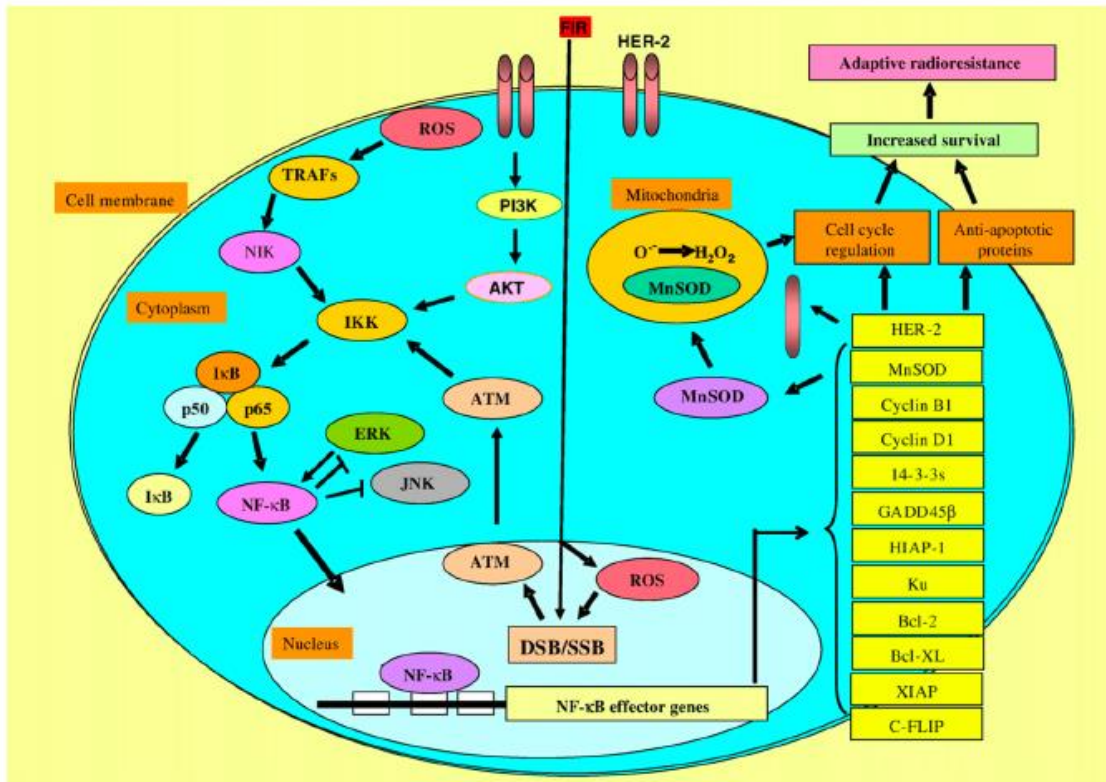 FIR
HER-2
Adaptive radioresistance
ROS
Increased survival
TRAFs
Cell membrane
PI3K
Mitochondria
NIK
Cell cycle
regulation
Anti-apoptotic
proteins
O·− H₂O₂
MnSOD
AKT
Cytoplasm
IKK
HER-2
MnSOD
Cyclin B1
Cyclin D1
14-3-3s
GADD45β
HIAP-1
Ku
Bcl-2
Bcl-XL
XIAP
C-FLIP
IκB
p50
p65
ATM
MnSOD
ERK
JNK
IκB
NF-κB
ATM
ROS
Nucleus
DSB/SSB
NF-κB
NF-κB effector genes